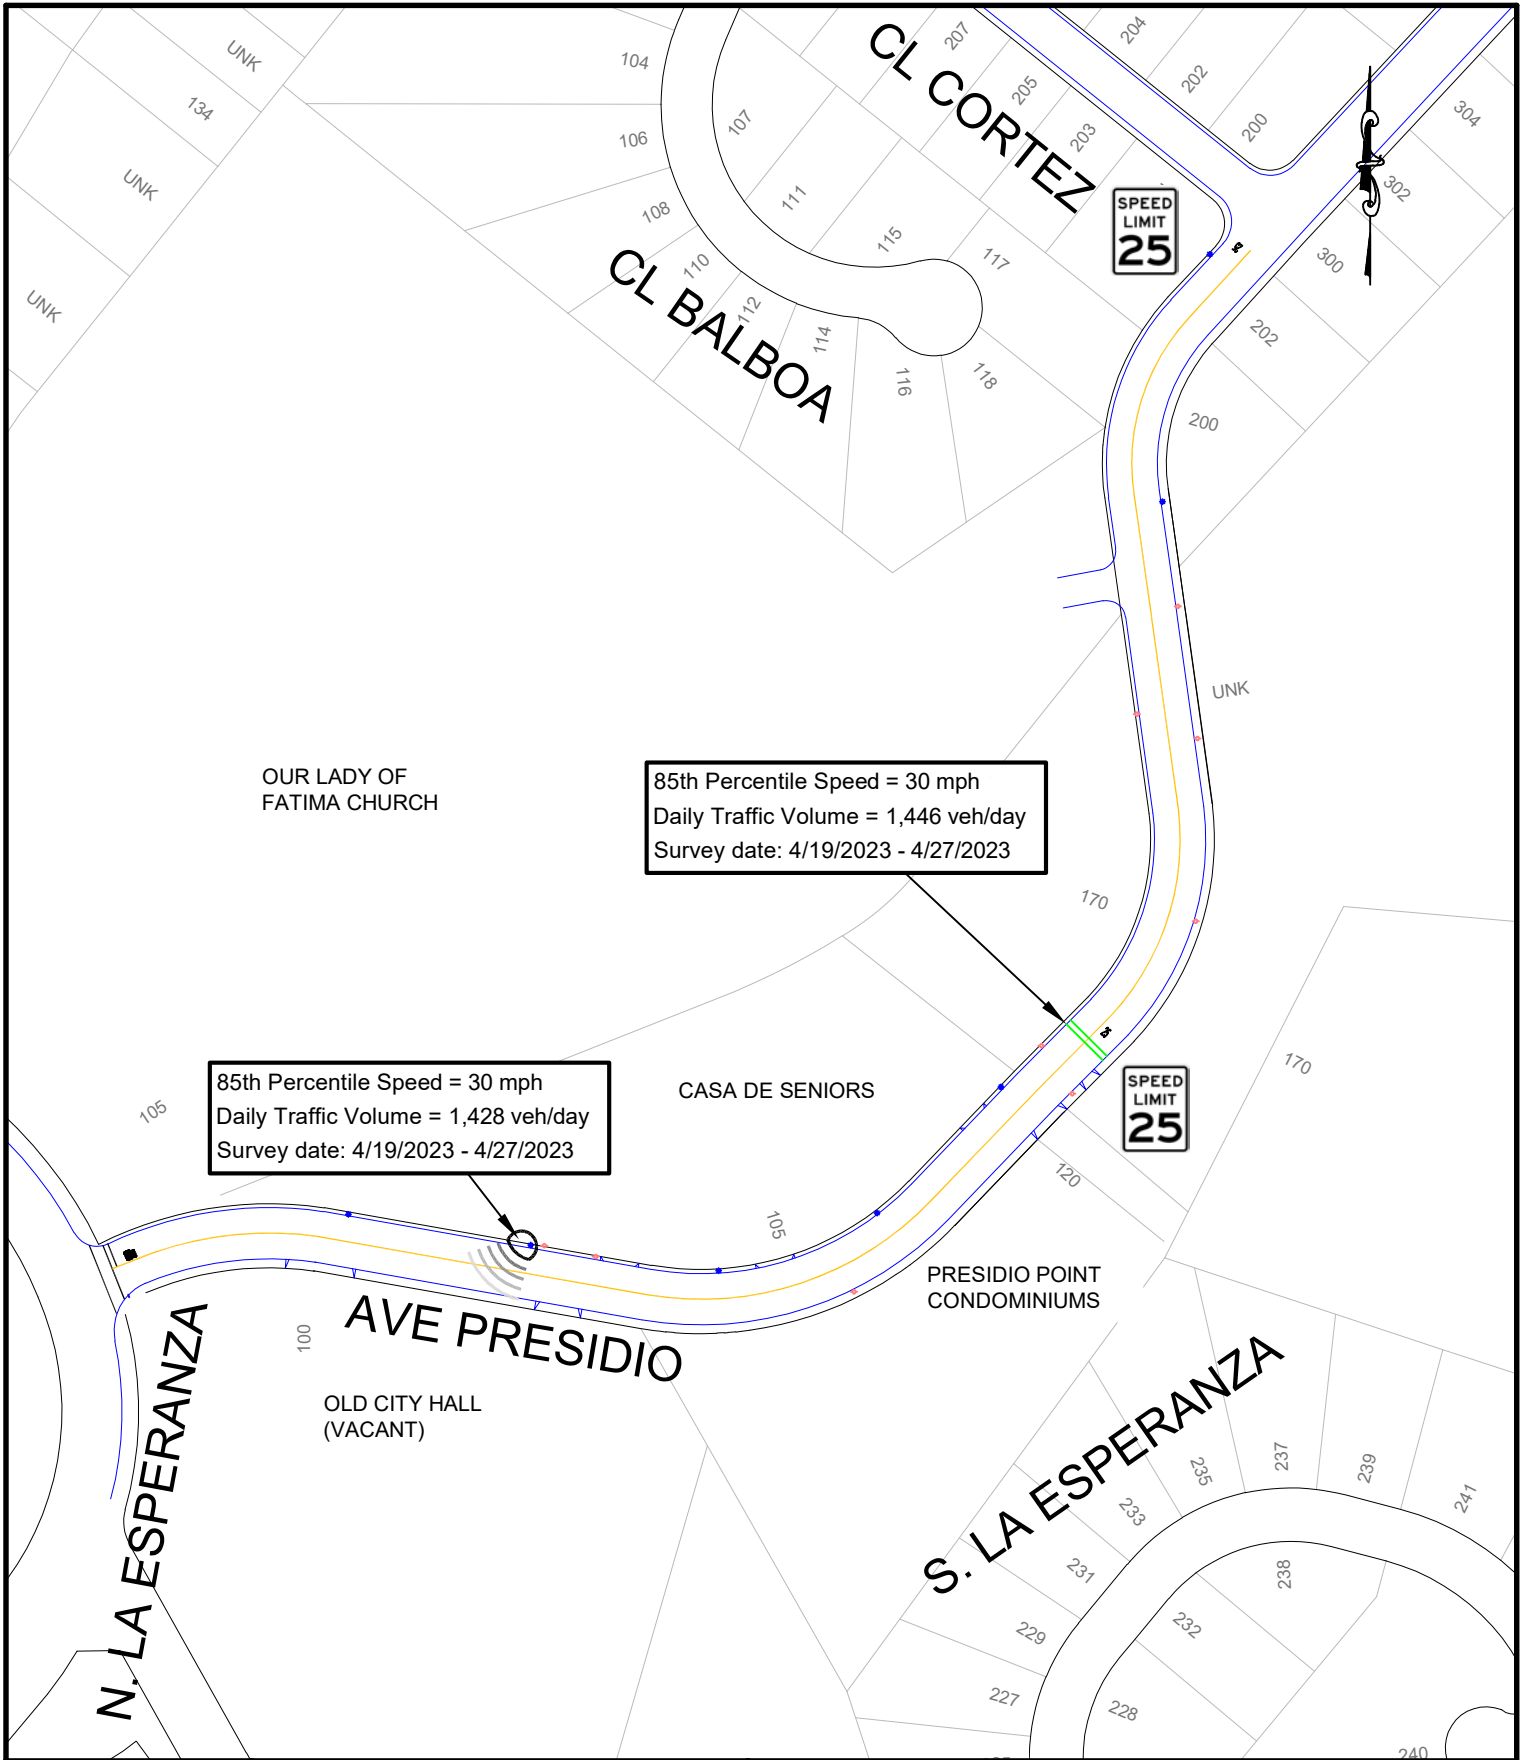 UNK
134
UNK
UNK
104
106
107
108
110
111
112
114
115
116
117
118
CL CORTEZ
CL BALBOA
207
205
203
204
202
200
304
302
300
202
200
SPEED
LIMIT
25
UNK
OUR LADY OF
FATIMA CHURCH
85th Percentile Speed = 30 mph
Daily Traffic Volume = 1,446 veh/day
Survey date: 4/19/2023 - 4/27/2023
170
25
170
SPEED
LIMIT
25
CASA DE SENIORS
85th Percentile Speed = 30 mph
Daily Traffic Volume = 1,428 veh/day
Survey date: 4/19/2023 - 4/27/2023
105
105
120
PRESIDIO POINT
CONDOMINIUMS
AVE PRESIDIO
100
OLD CITY HALL
(VACANT)
N. LA ESPERANZA
S. LA ESPERANZA
235
237
239
241
233
231
229
227
238
232
228
240